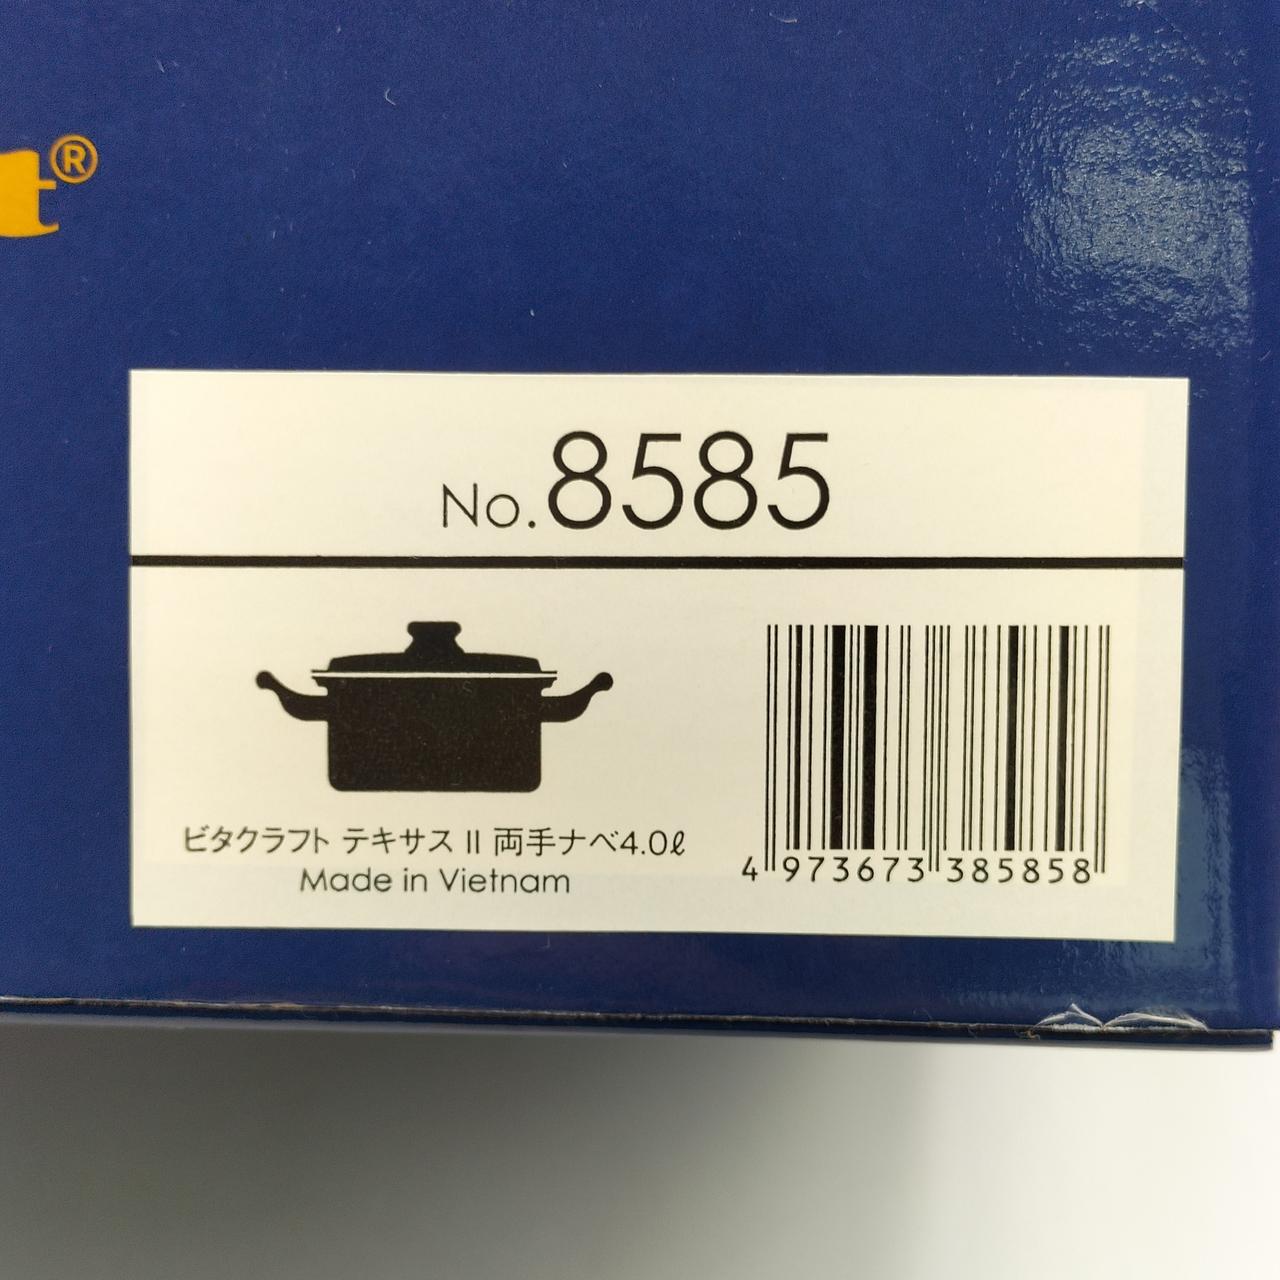 t®
No.8585
ビタクラフト テキサス II 両手ナベ4.0ℓ
Made in Vietnam
4 973673 385858